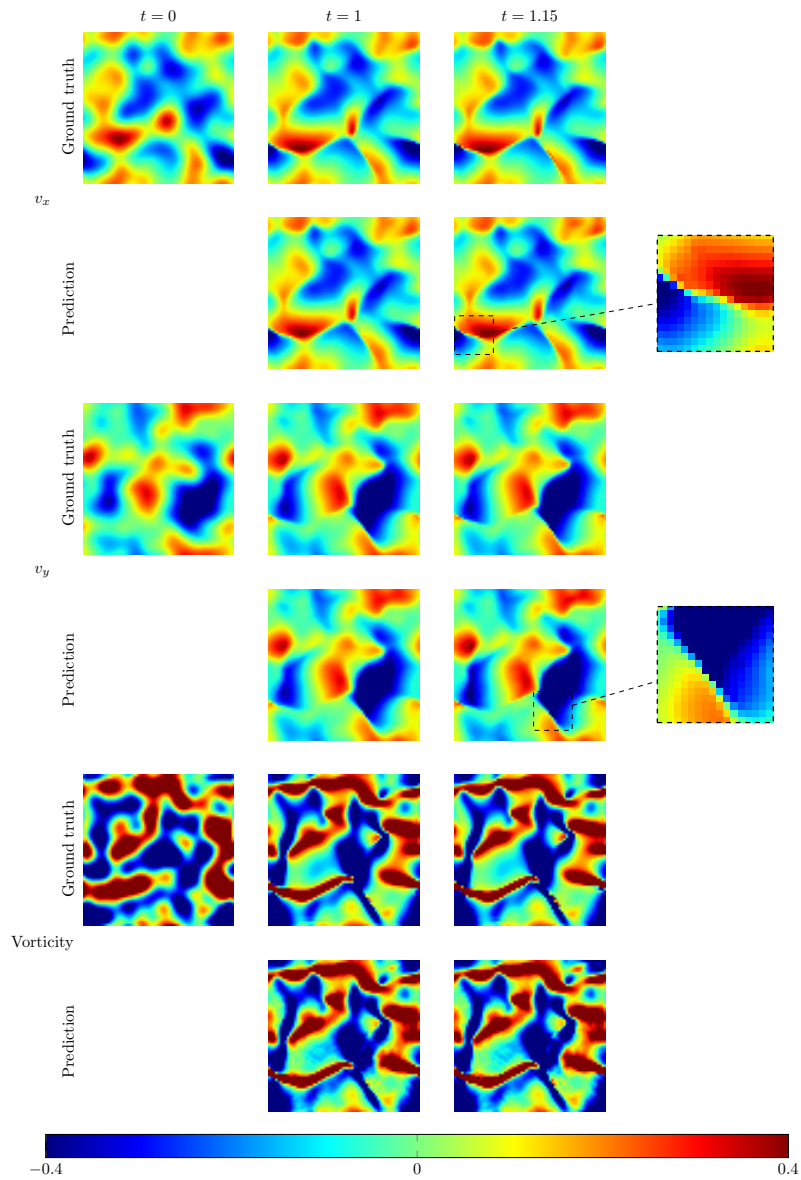 t = 0 t = 1 t = 1.15
Ground truth
v_x
Prediction
Ground truth
v_y
Prediction
Ground truth
Vorticity
Prediction
−0.4 0 0.4